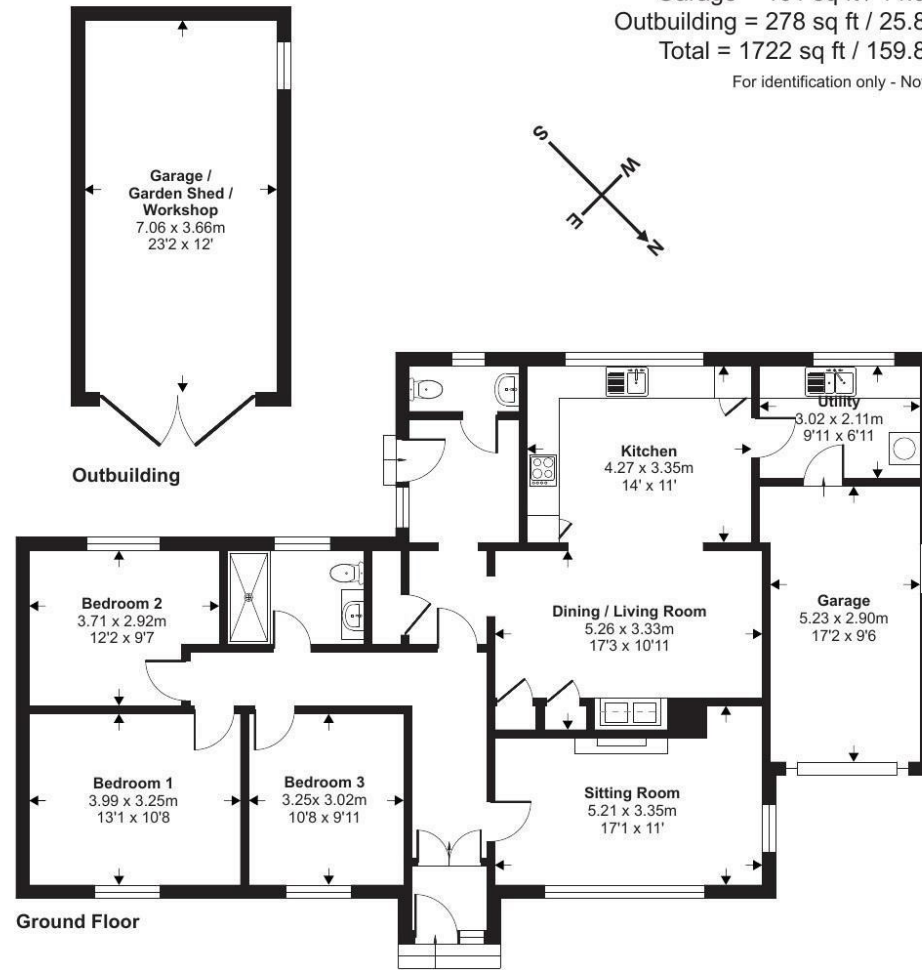 Outbuilding = 278 sq ft / 25.8
Total = 1722 sq ft / 159.8
For identification only - No
S
W
E
N
Garage /
Garden Shed /
Workshop
7.06 x 3.66m
23'2 x 12'
Outbuilding
Utility
3.02 x 2.11m
9'11 x 6'11
Kitchen
4.27 x 3.35m
14' x 11'
Bedroom 2
3.71 x 2.92m
12'2 x 9'7
Dining / Living Room
5.26 x 3.33m
17'3 x 10'11
Garage
5.23 x 2.90m
17'2 x 9'6
Bedroom 1
3.99 x 3.25m
13'1 x 10'8
Bedroom 3
3.25x 3.02m
10'8 x 9'11
Sitting Room
5.21 x 3.35m
17'1 x 11'
Ground Floor